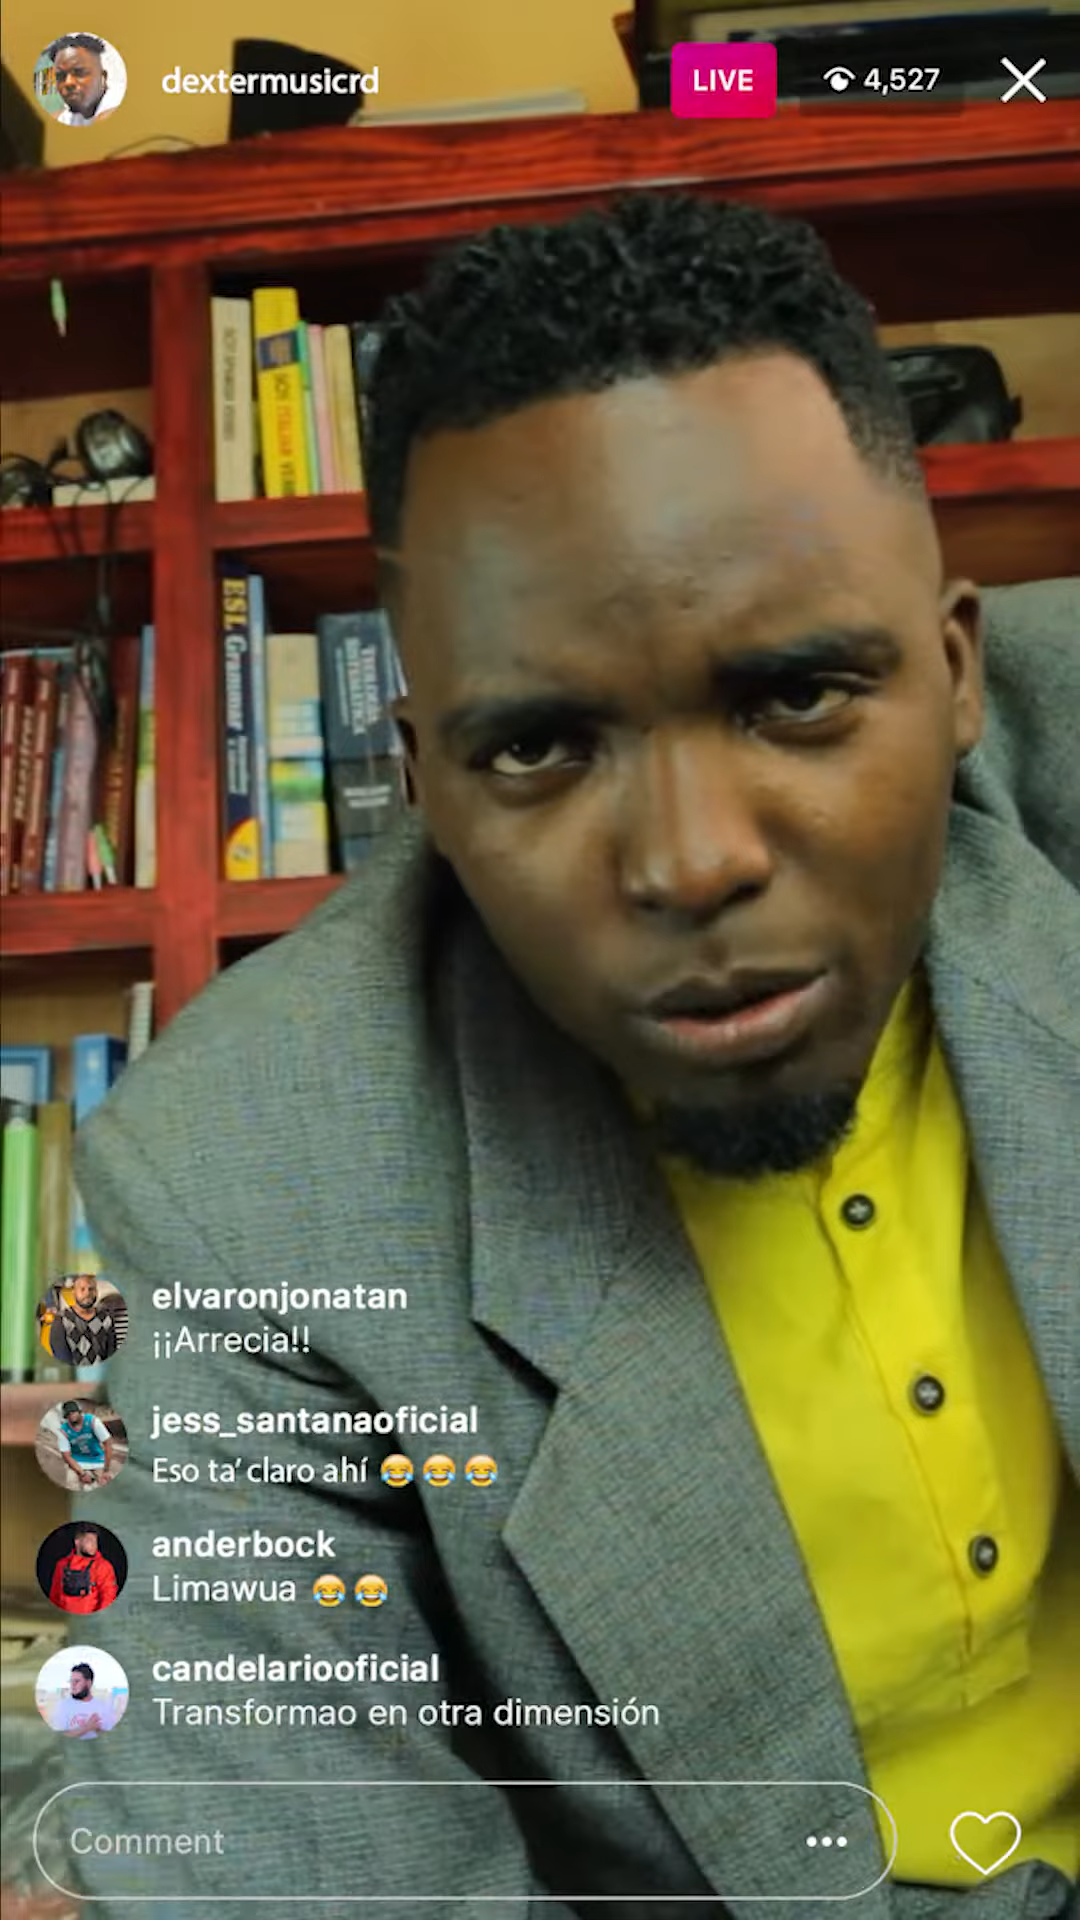 dextermusicrd
LIVE
4,527
ESL Grammar
elvaronjonatan
¡¡Arrecia!!
jess_santanaoficial
Eso ta’ claro ahí 😂😂😂
anderbock
Limawua 😂😂
candelariooficial
Transformao en otra dimensión
Comment